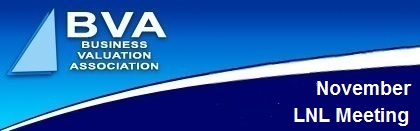 BVA
BUSINESS
VALUATION
ASSOCIATION
November
LNL Meeting